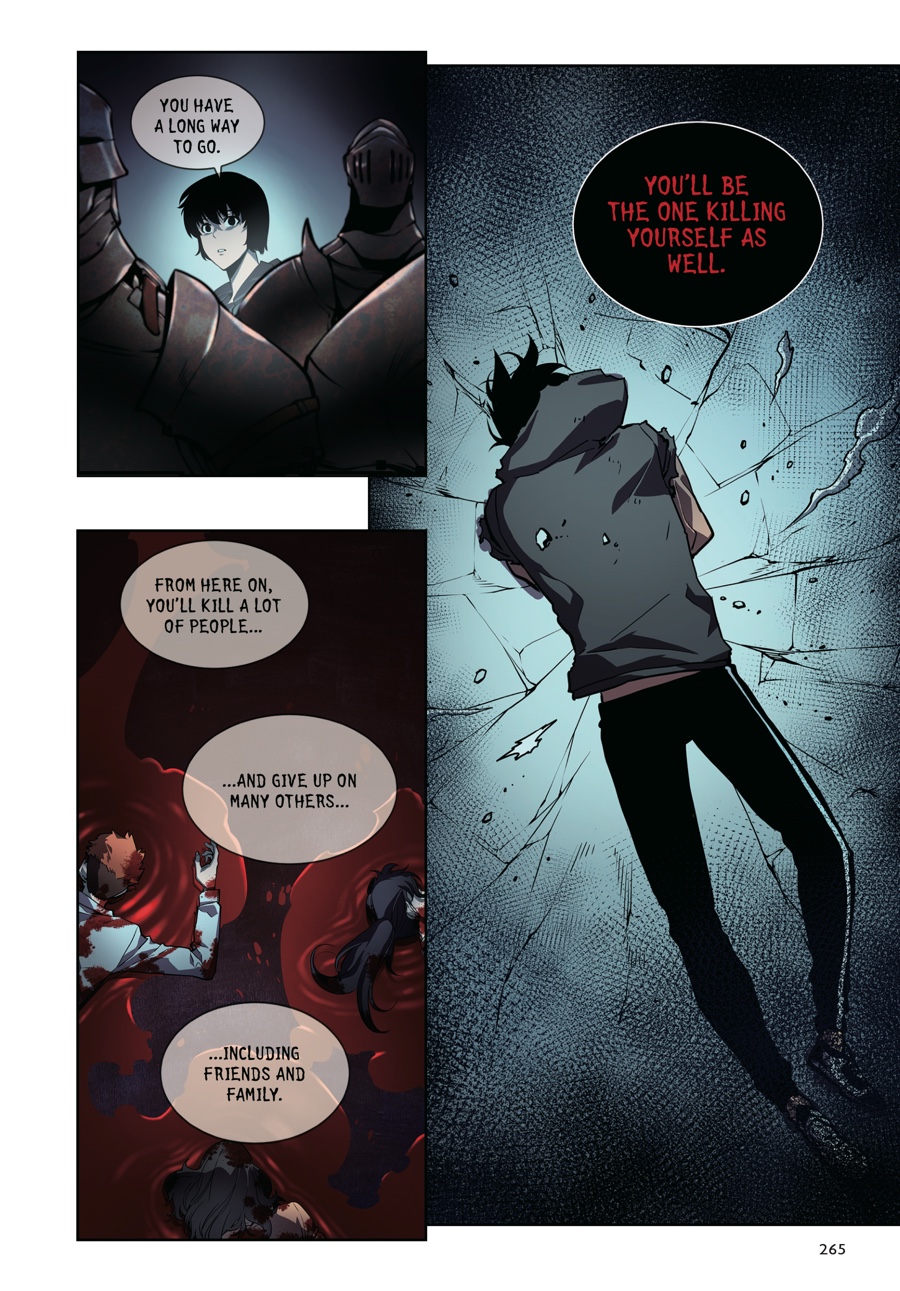 YOU HAVE
A LONG WAY
TO GO.
FROM HERE ON,
YOU'LL KILL A LOT
OF PEOPLE...
...AND GIVE UP ON
MANY OTHERS...
...INCLUDING
FRIENDS AND
FAMILY.
YOU'LL BE
THE ONE KILLING
YOURSELF AS
WELL.
265